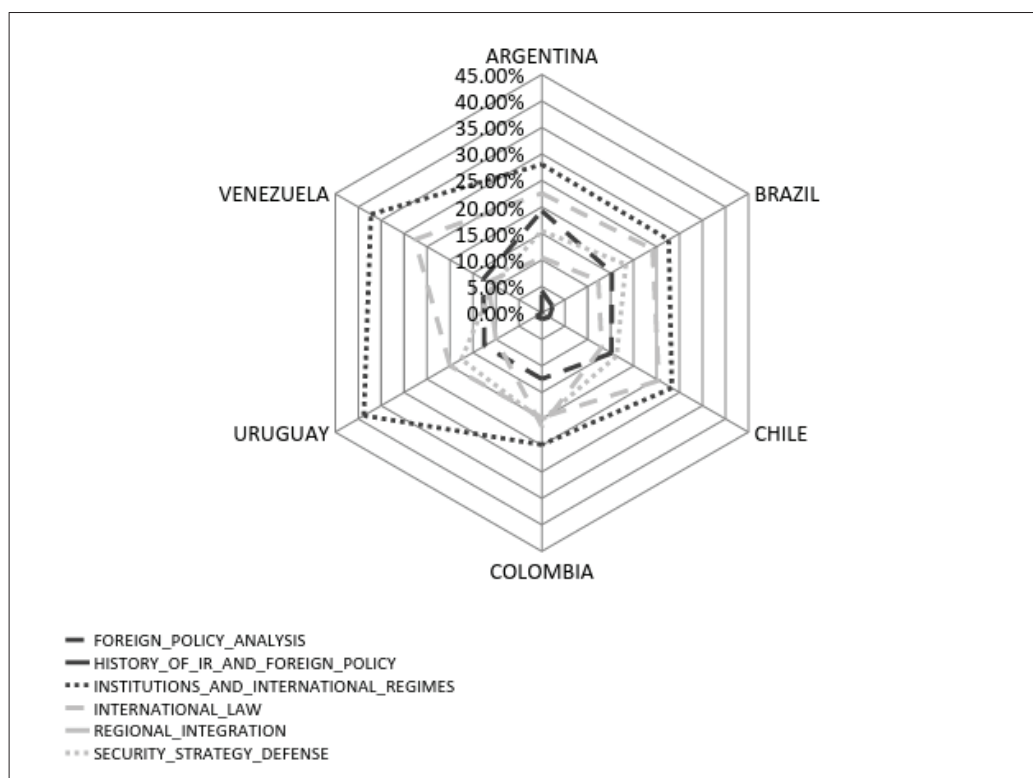 ARGENTINA
45.00%
40.00%
35.00%
30.00%
25.00%
20.00%
15.00%
10.00%
5.00%
0.00%
VENEZUELA
BRAZIL
URUGUAY
CHILE
COLOMBIA
FOREIGN_POLICY_ANALYSIS
HISTORY_OF_IR_AND_FOREIGN_POLICY
INSTITUTIONS_AND_INTERNATIONAL_REGIMES
INTERNATIONAL_LAW
REGIONAL_INTEGRATION
SECURITY_STRATEGY_DEFENSE